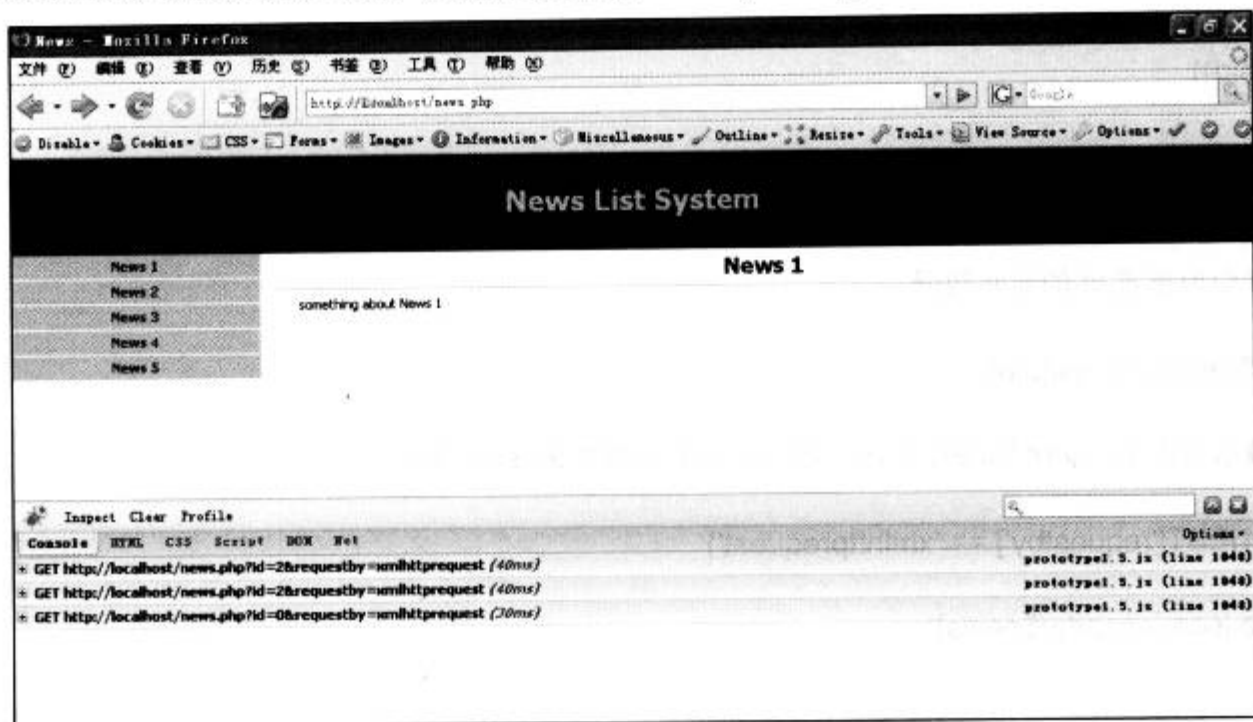 News - Mozilla Firefox
文件 (F) 编辑 (E) 查看 (V) 历史 (S) 书签 (B) 工具 (T) 帮助 (H)
http://localhost/news.php
Google
Disable Cookies CSS Forms Images Information Miscellaneous Outline Resize Tools View Source Options
News List System
News 1
News 2
News 3
News 4
News 5
News 1
something about News 1
Inspect Clear Profile
Console HTML CSS Script DOM Net
Options
GET http://localhost/news.php?id=2&requestby=xmlhttprequest (40ms)
prototype1.5.js (line 1048)
GET http://localhost/news.php?id=2&requestby=xmlhttprequest (40ms)
prototype1.5.js (line 1048)
GET http://localhost/news.php?id=0&requestby=xmlhttprequest (30ms)
prototype1.5.js (line 1048)